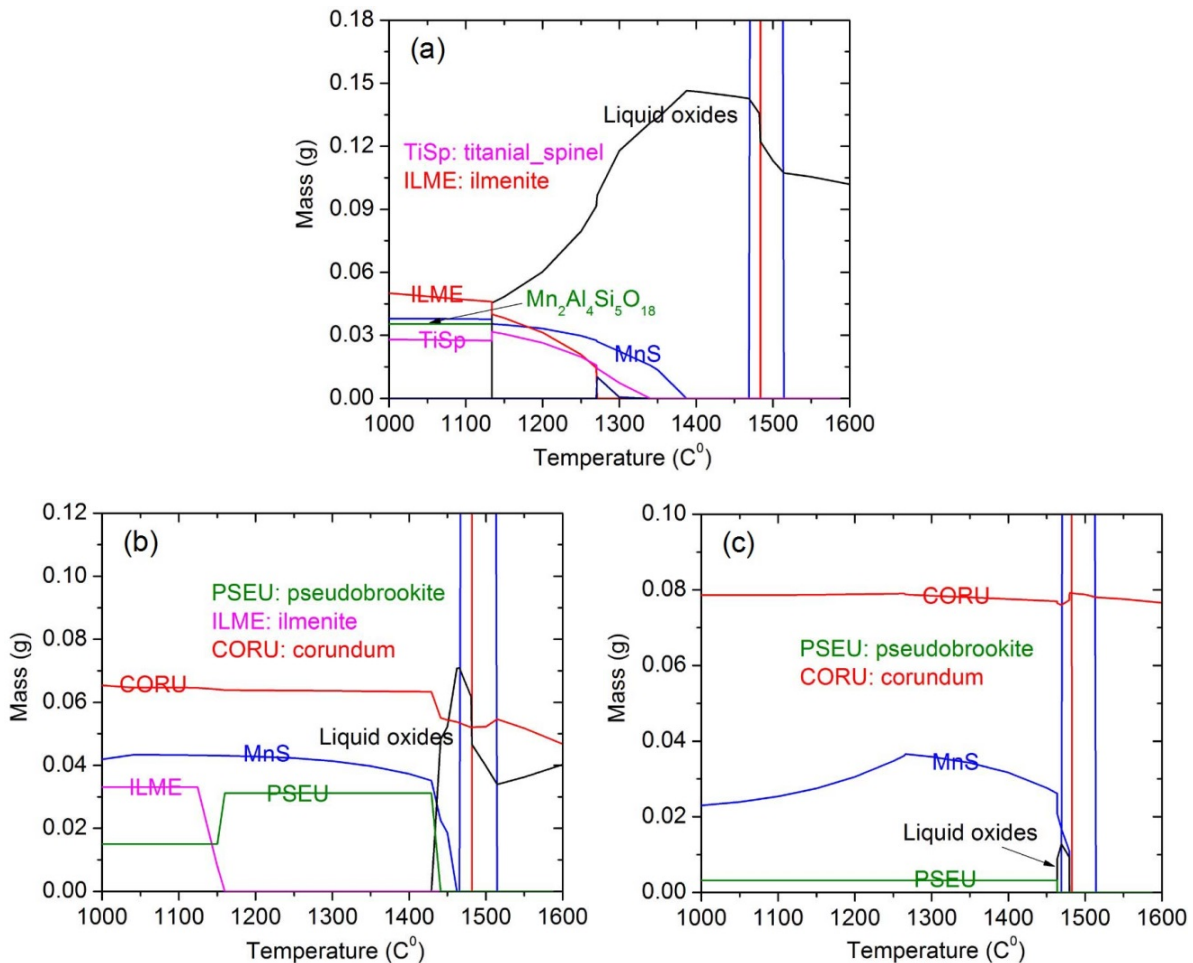 0.18
(a)
0.15
Liquid oxides
0.12
TiSp: titanial_spinel
ILME: ilmenite
0.09
Mass (g)
0.06
ILME
Mn₂Al₄Si₅O₁₈
0.03
TiSp
MnS
0.00
1000 1100 1200 1300 1400 1500 1600
Temperature (C⁰)
0.12
(b)
0.10
PSEU: pseudobrookite
ILME: ilmenite
CORU: corundum
0.08
Mass (g)
0.06
CORU
Liquid oxides
MnS
0.04
ILME
PSEU
0.02
0.00
1000 1100 1200 1300 1400 1500 1600
Temperature (C⁰)
0.10
(c)
0.08
CORU
PSEU: pseudobrookite
CORU: corundum
0.06
Mass (g)
0.04
MnS
0.02
Liquid oxides
PSEU
0.00
1000 1100 1200 1300 1400 1500 1600
Temperature (C⁰)